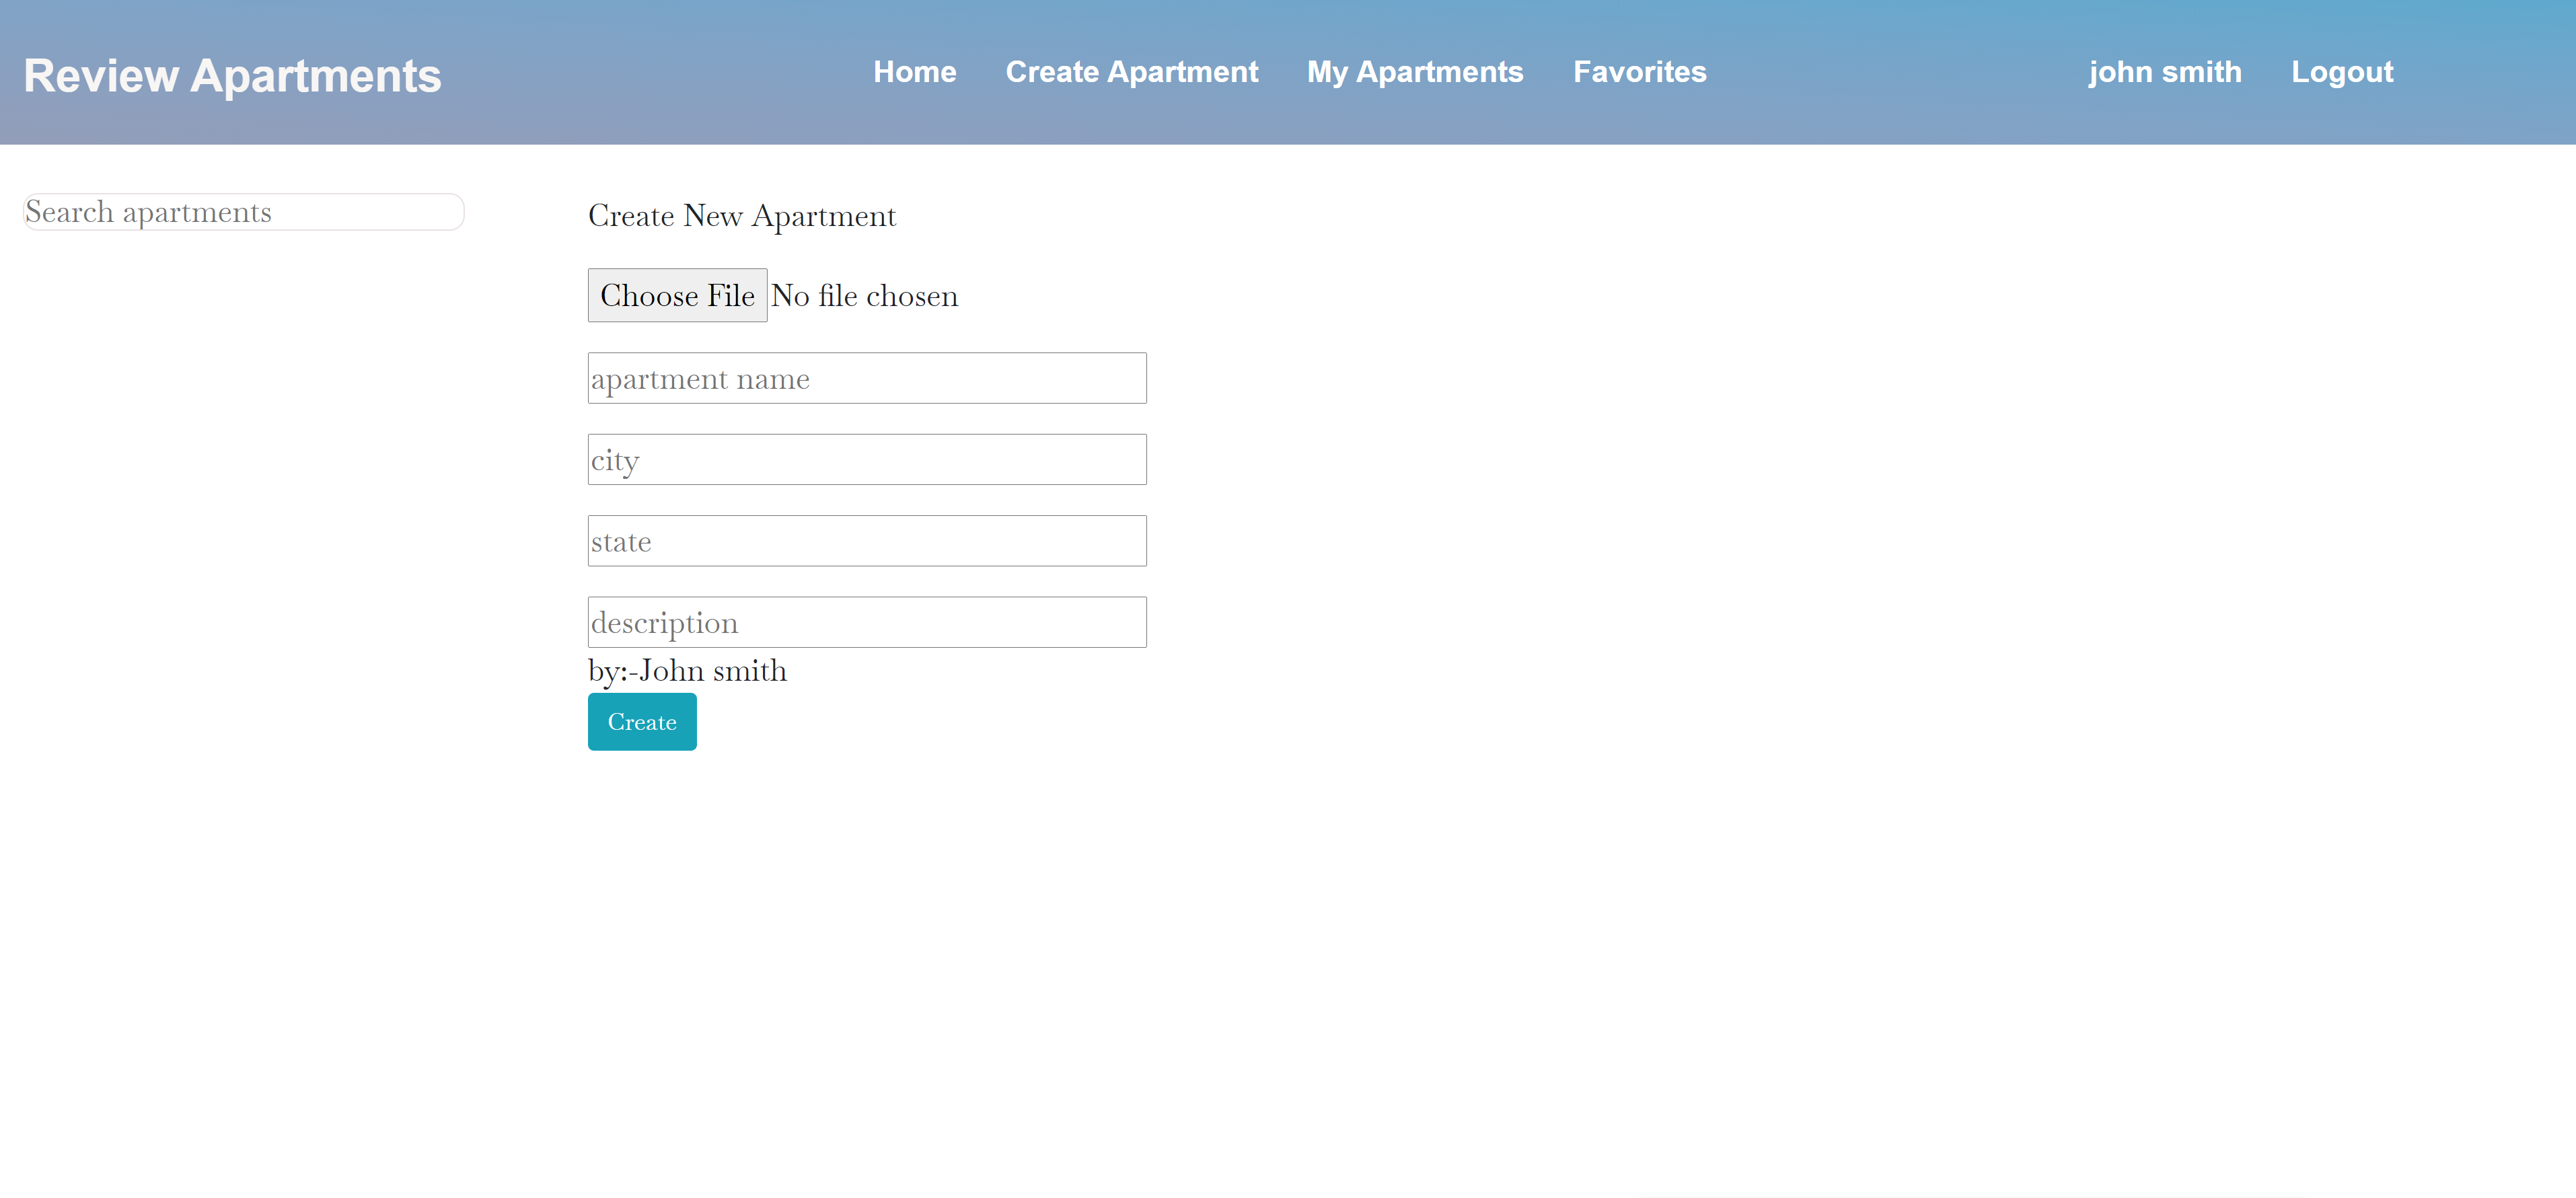 Review Apartments
Home Create Apartment My Apartments Favorites
john smith Logout
Search apartments
Create New Apartment
Choose File No file chosen
apartment name
city
state
description
by:-John smith
Create